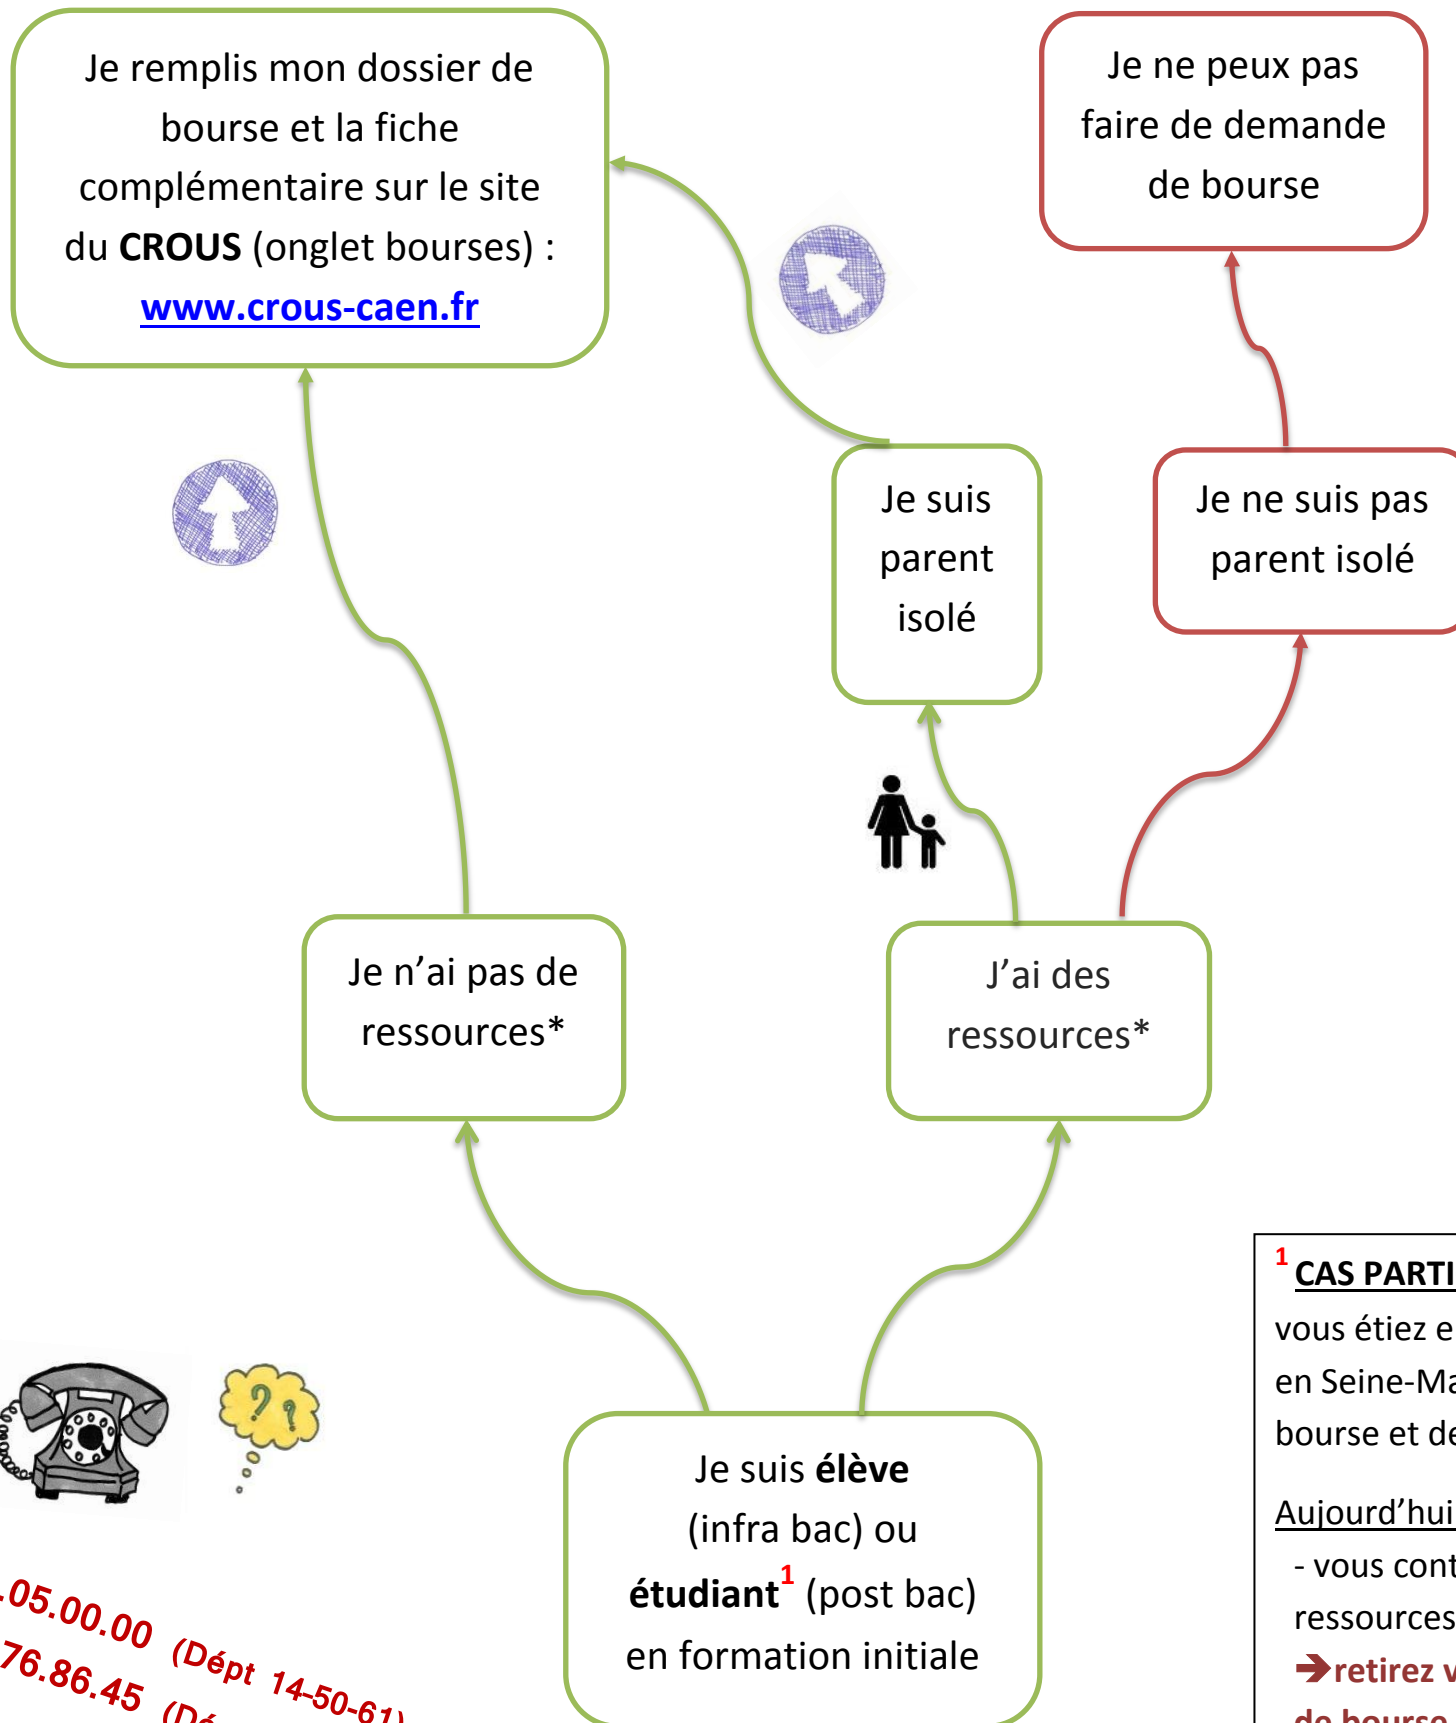 Je remplis mon dossier de
bourse et la fiche
complémentaire sur le site
du CROUS (onglet bourses) :
www.crous-caen.fr
Je ne peux pas
faire de demande
de bourse
Je suis
parent
isolé
Je ne suis pas
parent isolé
Je n’ai pas de
ressources*
J’ai des
ressources*
Je suis élève
(infra bac) ou
étudiant1 (post bac)
en formation initiale
? ?
.05.00.00 (Dépt 14-50-61)
76.86.45
1 CAS
vous étiez
en
bourse et
Aujourd’hui
- vous
ressources
➔retirez
de bourse